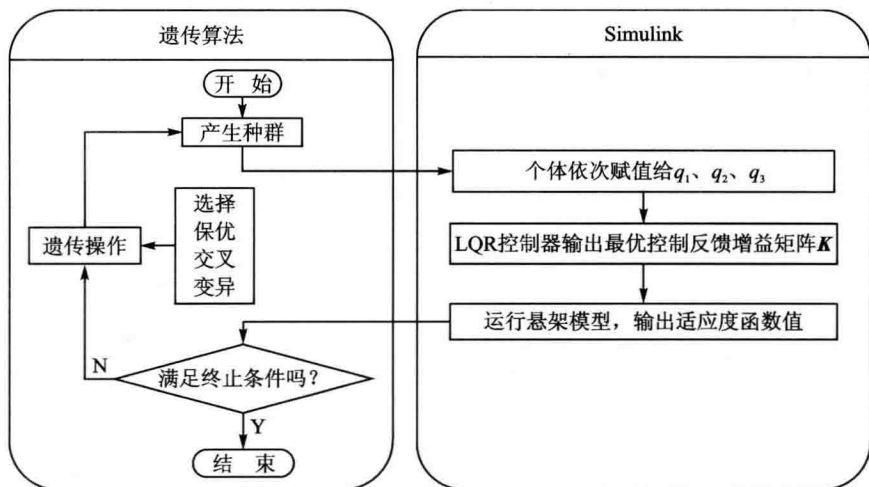 遗传算法
Simulink
开 始
产生种群
个体依次赋值给q₁、q₂、q₃
选择
保优
交叉
变异
遗传操作
LQR控制器输出最优控制反馈增益矩阵K
运行悬架模型，输出适应度函数值
N
满足终止条件吗？
Y
结 束